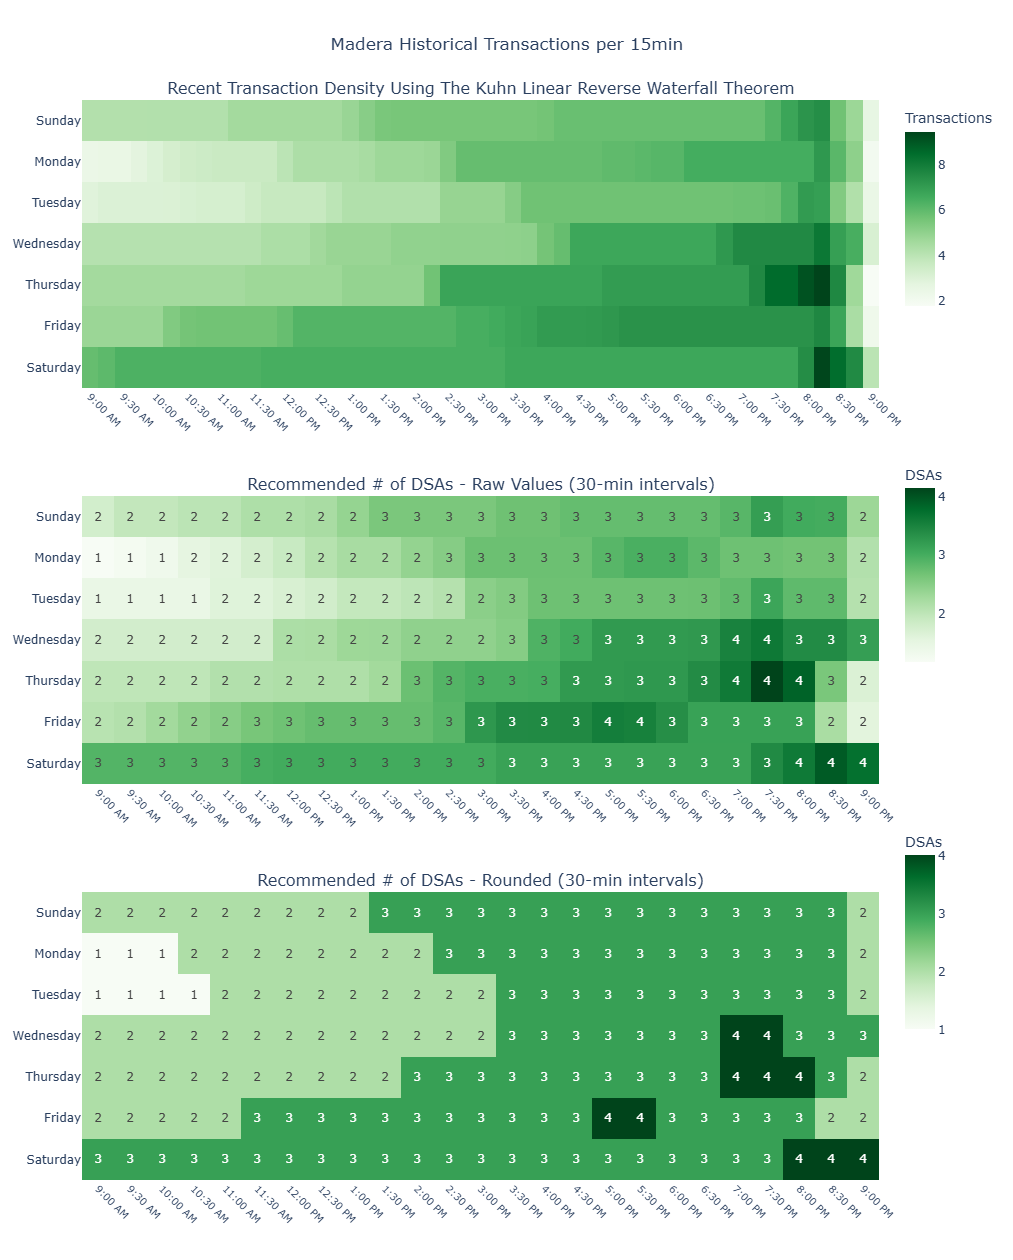 Madera Historical Transactions per 15min
Recent Transaction Density Using The Kuhn Linear Reverse Waterfall Theorem
Transactions
8
6
4
2
Sunday
Monday
Tuesday
Wednesday
Thursday
Friday
Saturday
9:00 AM 9:30 AM 10:00 AM 10:30 AM 11:00 AM 11:30 AM 12:00 PM 12:30 PM 1:00 PM 1:30 PM 2:00 PM 2:30 PM 3:00 PM 3:30 PM 4:00 PM 4:30 PM 5:00 PM 5:30 PM 6:00 PM 6:30 PM 7:00 PM 7:30 PM 8:00 PM 8:30 PM 9:00 PM
Recommended # of DSAs - Raw Values (30-min intervals)
DSAs
4
3
2
Sunday 2 2 2 2 2 2 2 2 2 3 3 3 3 3 3 3 3 3 3 3 3 3 3 3 2
Monday 1 1 1 2 2 2 2 2 2 2 2 3 3 3 3 3 3 3 3 3 3 3 3 3 2
Tuesday 1 1 1 1 2 2 2 2 2 2 2 2 2 3 3 3 3 3 3 3 3 3 3 3 2
Wednesday 2 2 2 2 2 2 2 2 2 2 2 2 2 3 3 3 3 3 3 3 4 4 3 3 3
Thursday 2 2 2 2 2 2 2 2 2 2 3 3 3 3 3 3 3 3 3 3 4 4 4 3 2
Friday 2 2 2 2 2 3 3 3 3 3 3 3 3 3 3 3 4 4 3 3 3 3 3 2 2
Saturday 3 3 3 3 3 3 3 3 3 3 3 3 3 3 3 3 3 3 3 3 3 3 4 4 4
9:00 AM 9:30 AM 10:00 AM 10:30 AM 11:00 AM 11:30 AM 12:00 PM 12:30 PM 1:00 PM 1:30 PM 2:00 PM 2:30 PM 3:00 PM 3:30 PM 4:00 PM 4:30 PM 5:00 PM 5:30 PM 6:00 PM 6:30 PM 7:00 PM 7:30 PM 8:00 PM 8:30 PM 9:00 PM
Recommended # of DSAs - Rounded (30-min intervals)
DSAs
4
3
2
1
Sunday 2 2 2 2 2 2 2 2 2 3 3 3 3 3 3 3 3 3 3 3 3 3 3 3 2
Monday 1 1 1 2 2 2 2 2 2 2 2 3 3 3 3 3 3 3 3 3 3 3 3 3 2
Tuesday 1 1 1 1 2 2 2 2 2 2 2 2 2 3 3 3 3 3 3 3 3 3 3 3 2
Wednesday 2 2 2 2 2 2 2 2 2 2 2 2 2 3 3 3 3 3 3 3 4 4 3 3 3
Thursday 2 2 2 2 2 2 2 2 2 2 3 3 3 3 3 3 3 3 3 3 4 4 4 3 2
Friday 2 2 2 2 2 3 3 3 3 3 3 3 3 3 3 3 4 4 3 3 3 3 3 2 2
Saturday 3 3 3 3 3 3 3 3 3 3 3 3 3 3 3 3 3 3 3 3 3 3 4 4 4
9:00 AM 9:30 AM 10:00 AM 10:30 AM 11:00 AM 11:30 AM 12:00 PM 12:30 PM 1:00 PM 1:30 PM 2:00 PM 2:30 PM 3:00 PM 3:30 PM 4:00 PM 4:30 PM 5:00 PM 5:30 PM 6:00 PM 6:30 PM 7:00 PM 7:30 PM 8:00 PM 8:30 PM 9:00 PM